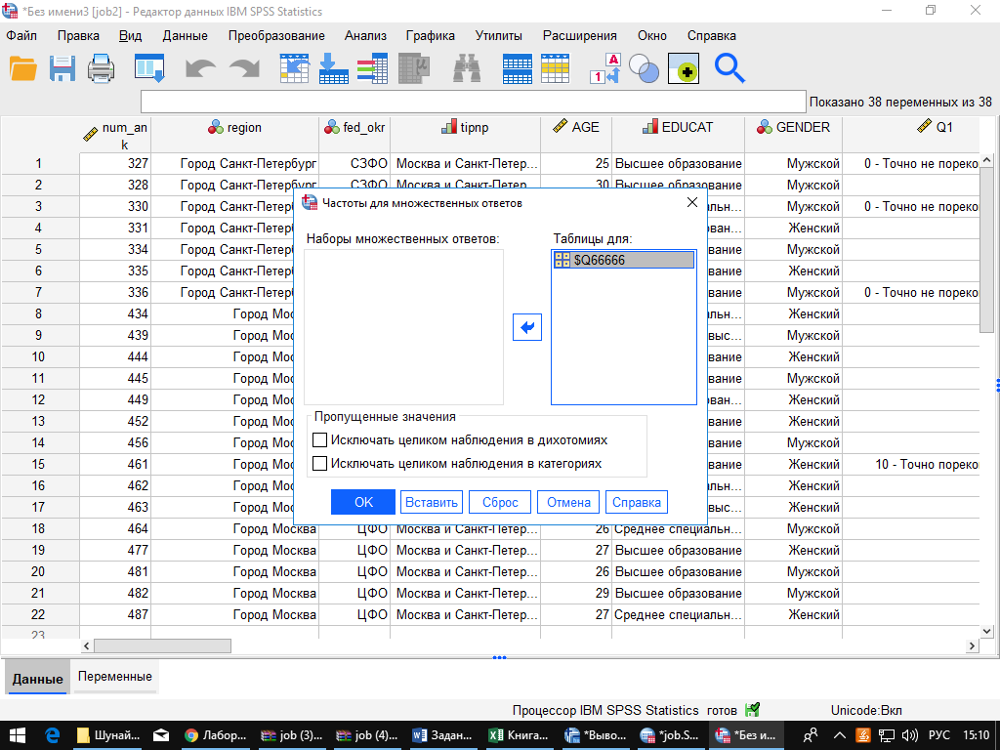 *Без имени3 [job2] - Редактор данных IBM SPSS Statistics
Файл Правка Вид Данные Преобразование Анализ Графика Утилиты Расширения Окно Справка
Показано 38 переменных из 38
num_ank region fed_okr tipnp AGE EDUCAT GENDER Q1
1 327 Город Санкт-Петербург СЗФО Москва и Санкт-Петер... 25 Высшее образование Мужской 0 - Точно не пореко
2 328 Город Санкт-Петербург СЗФО Москва и Санкт-Петер... 30 Высшее образование Мужской
3 330 Город Санкт-Петерб альн... Мужской 0 - Точно не пореко
4 331 Город Санкт-Петерб ован... Женский
5 334 Город Санкт-Петерб вание Мужской
6 335 Город Санкт-Петерб вание Женский
7 336 Город Санкт-Петерб вание Мужской 0 - Точно не пореко
8 434 Город Мос альн... Женский
9 439 Город Мос выс... Мужской
10 444 Город Мос вание Женский
11 445 Город Мос вание Мужской
12 449 Город Мос ован... Женский
13 452 Город Мос вание Женский
14 456 Город Мос вание Мужской
15 461 Город Мос вание Женский 10 - Точно пореко
16 462 Город Мос альн... Женский
17 463 Город Мос выс... Мужской
18 464 Город Москва ЦФО Москва и Санкт-Петер... 26 Среднее специальн... Женский
19 477 Город Москва ЦФО Москва и Санкт-Петер... 27 Высшее образование Женский
20 481 Город Москва ЦФО Москва и Санкт-Петер... 26 Высшее образование Мужской
21 482 Город Москва ЦФО Москва и Санкт-Петер... 29 Высшее образование Мужской
22 487 Город Москва ЦФО Москва и Санкт-Петер... 27 Среднее специальн... Женский
23
Частоты для множественных ответов
Наборы множественных ответов: Таблицы для:
$Q66666
Пропущенные значения
Исключать целиком наблюдения в дихотомиях
Исключать целиком наблюдения в категориях
OK Вставить Сброс Отмена Справка
Данные Переменные
Процессор IBM SPSS Statistics готов Unicode:Вкл
Шунай... Лабор... job (3)... job (4)... Задан... Книга... *Выво... *job.S... *Без и... РУС 15:10